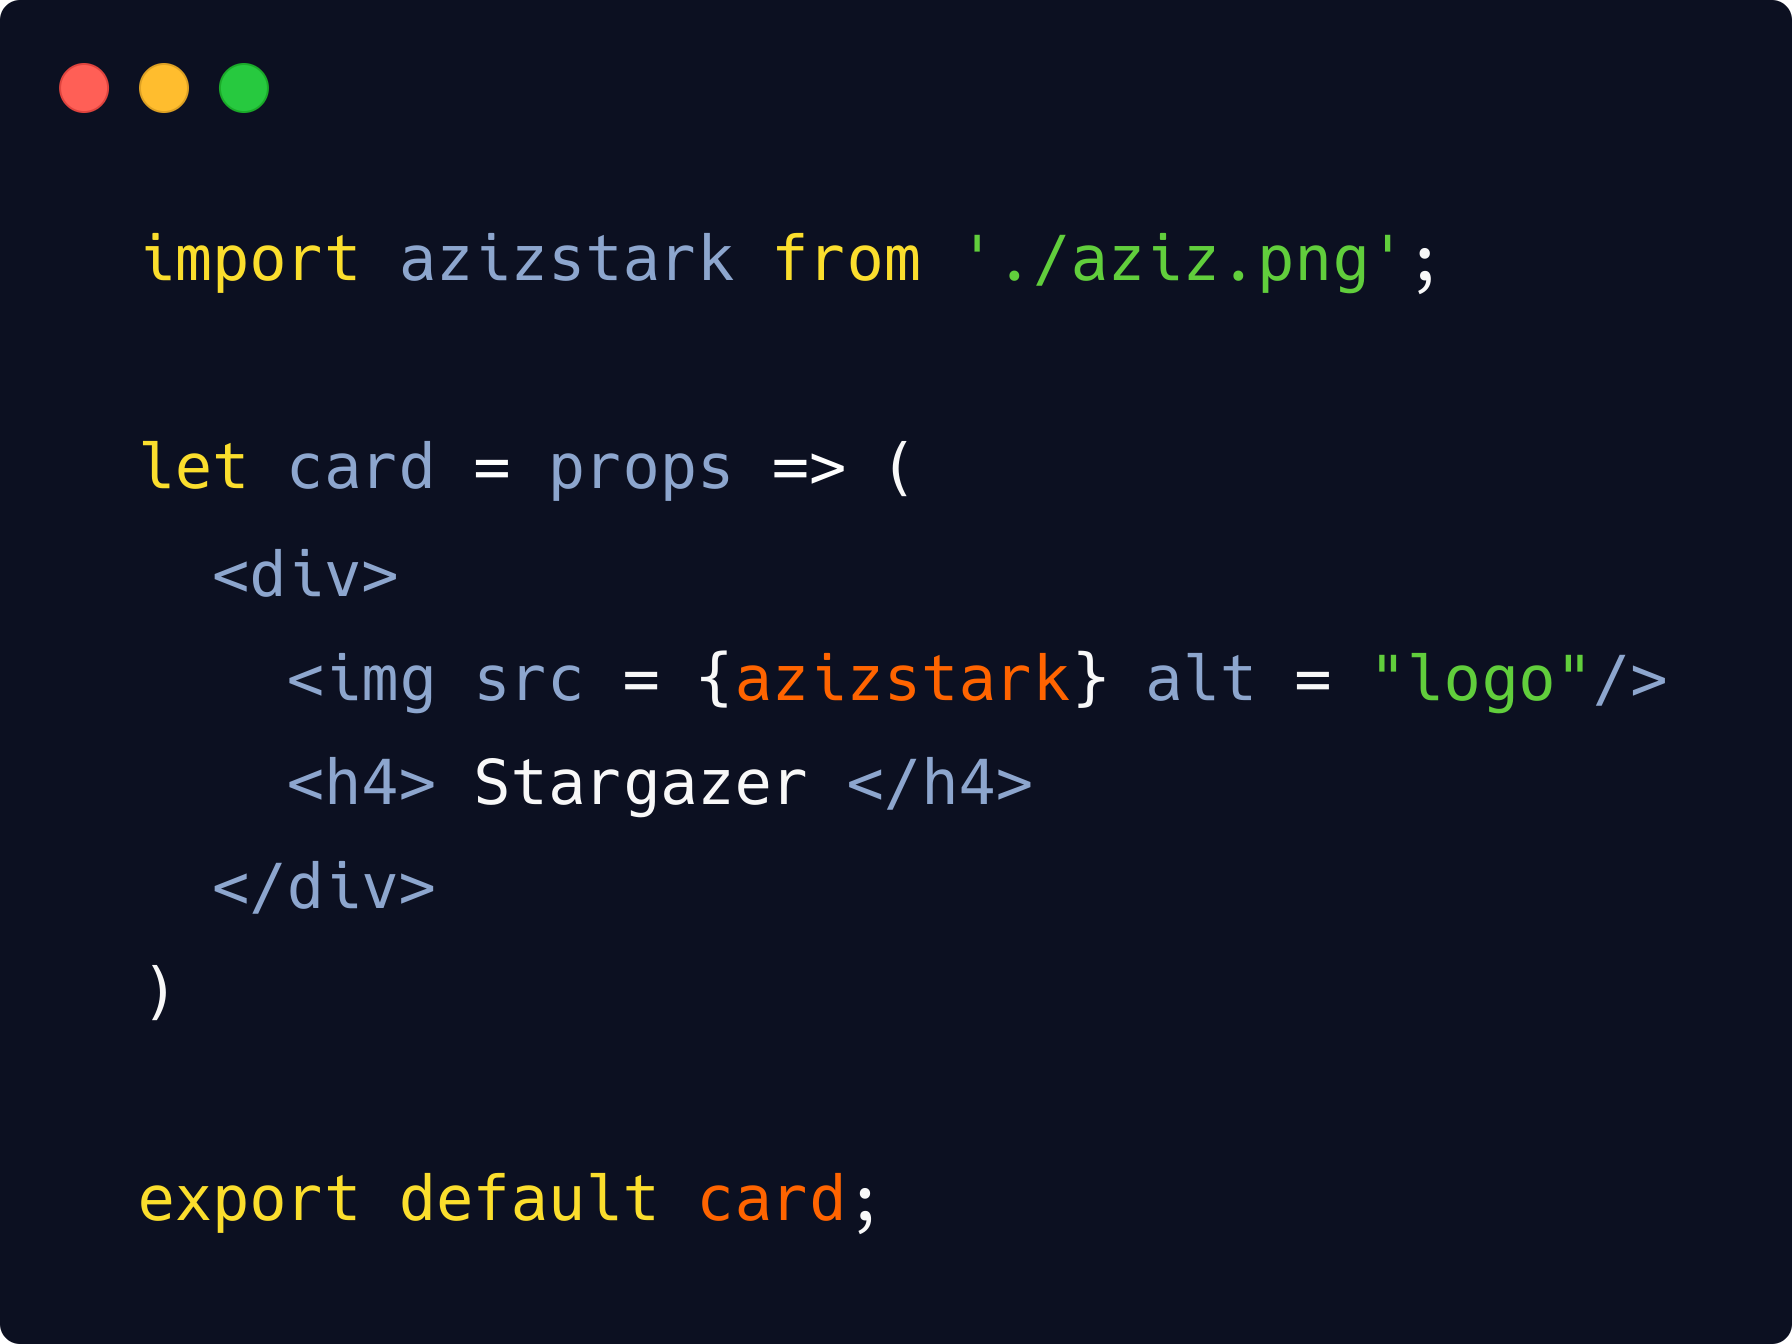 import azizstark from './aziz.png';
let card = props => (
<div>
<img src = {azizstark} alt = "logo"/>
<h4> Stargazer </h4>
</div>
)
export default card;